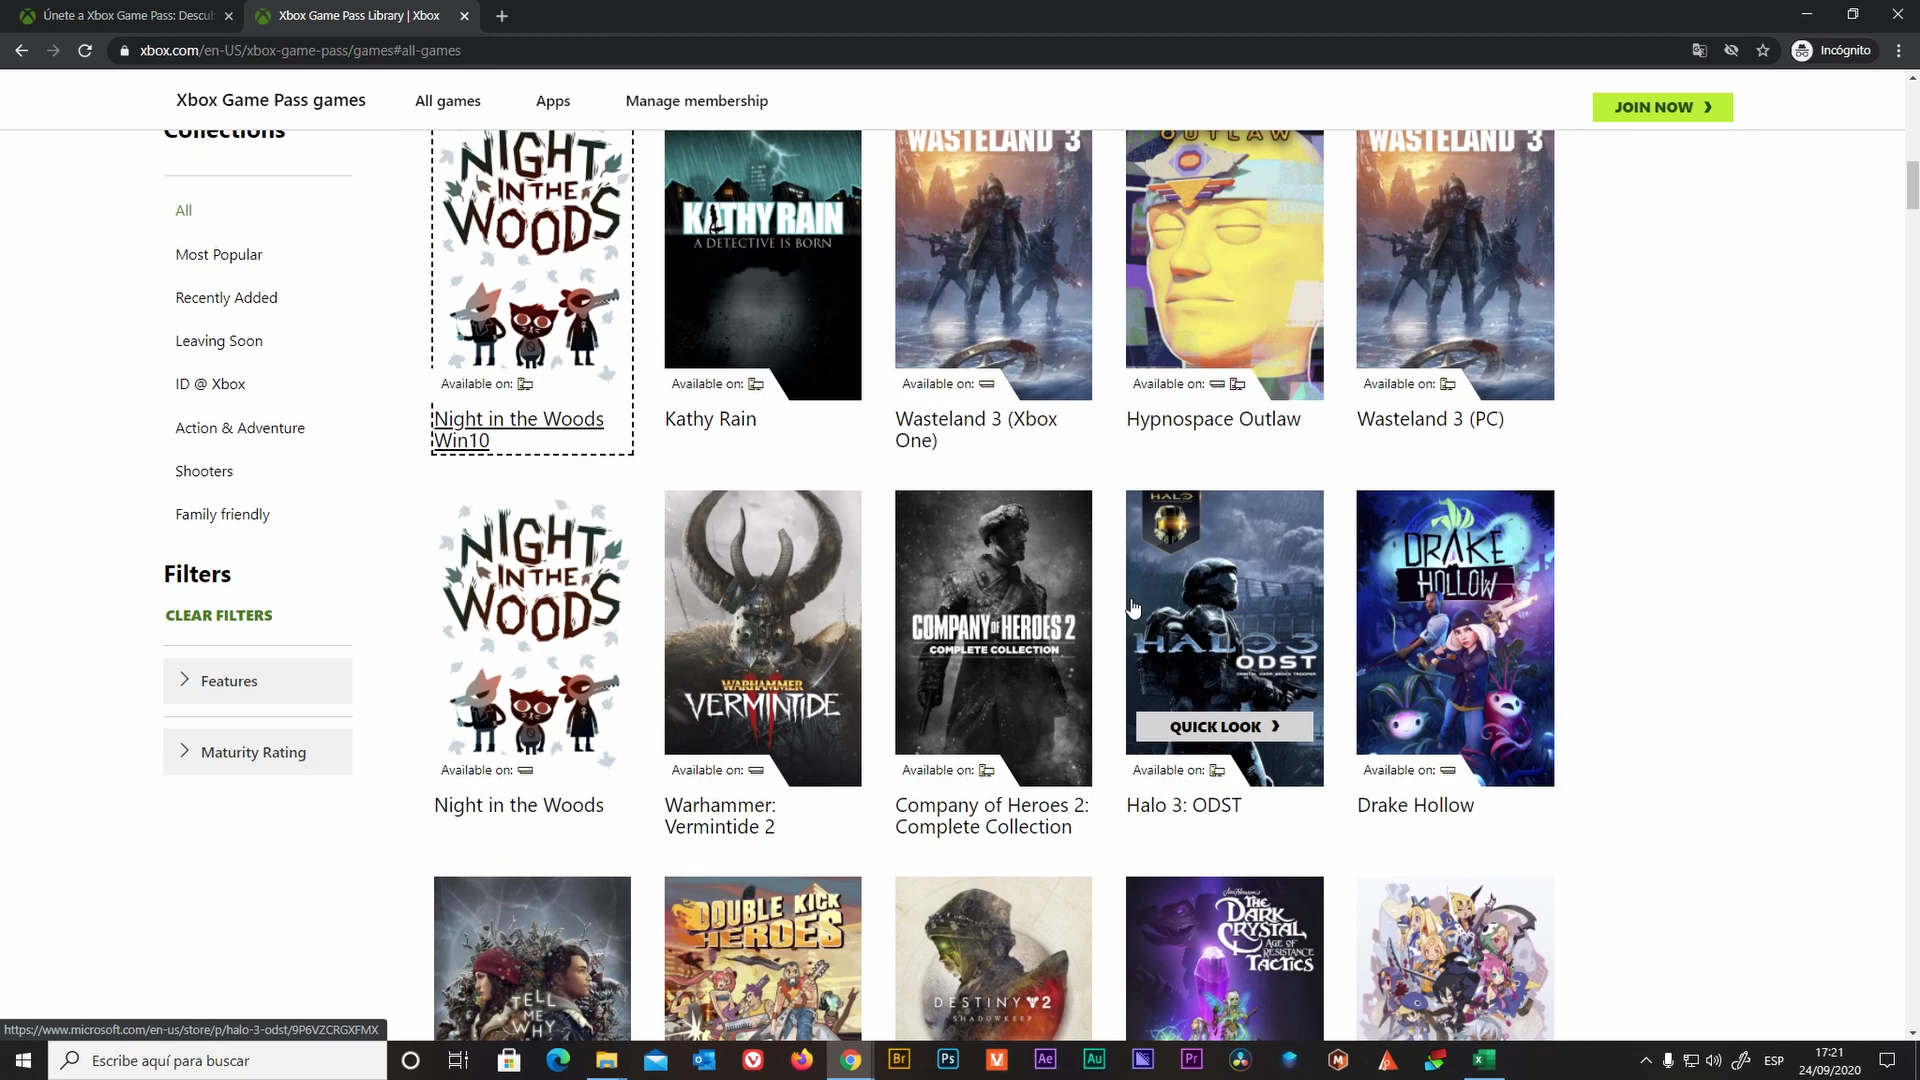 Únete a Xbox Game Pass: Descub
Xbox Game Pass Library | Xbox
xbox.com/en-US/xbox-game-pass/games#all-games
Incógnito
Xbox Game Pass games
All games
Apps
Manage membership
JOIN NOW
Collections
All
Most Popular
Recently Added
Leaving Soon
ID @ Xbox
Action & Adventure
Shooters
Family friendly
Filters
CLEAR FILTERS
Features
Maturity Rating
NIGHT
IN THE
WOODS
Available on:
Night in the Woods
Win10
KATHY RAIN
A DETECTIVE IS BORN
Available on:
Kathy Rain
WASTELAND 3
Available on:
Wasteland 3 (Xbox
One)
OUTLAW
Available on:
Hypnospace Outlaw
WASTELAND 3
Available on:
Wasteland 3 (PC)
NIGHT
IN THE
WOODS
Available on:
Night in the Woods
WARHAMMER
VERMINTIDE
Available on:
Warhammer:
Vermintide 2
COMPANY OF HEROES 2
COMPLETE COLLECTION
Available on:
Company of Heroes 2:
Complete Collection
HALO
HALO 3
ODST
QUICK LOOK
Available on:
Halo 3: ODST
DRAKE
HOLLOW
Available on:
Drake Hollow
TELL
ME
WHY
DOUBLE KICK
HEROES
DESTINY 2
SHADOWKEEP
Jim Henson's
THE
DARK
CRYSTAL
AGE OF
RESISTANCE
TACTICS
https://www.microsoft.com/en-us/store/p/halo-3-odst/9P6VZCRGXFMX
Escribe aquí para buscar
Br
Ps
Ae
Au
Pr
ESP
17:21
24/09/2020